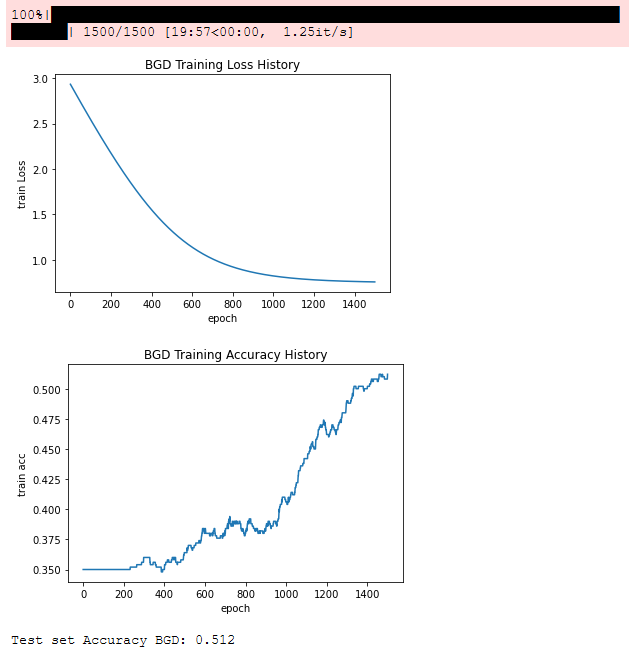 100%|
| 1500/1500 [19:57<00:00, 1.25it/s]
BGD Training Loss History
3.0
2.5
2.0
1.5
1.0
train Loss
0 200 400 600 800 1000 1200 1400
epoch
BGD Training Accuracy History
0.500
0.475
0.450
0.425
0.400
0.375
0.350
train acc
0 200 400 600 800 1000 1200 1400
epoch
Test set Accuracy BGD: 0.512